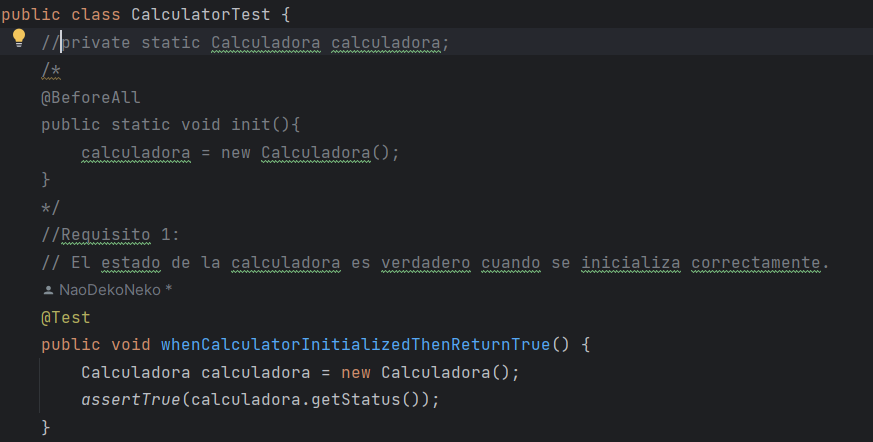 public class CalculatorTest {
//private static Calculadora calculadora;
/*
@BeforeAll
public static void init(){
calculadora = new Calculadora();
}
*/
//Requisito 1:
// El estado de la calculadora es verdadero cuando se inicializa correctamente.
NaoDekoNeko *
@Test
public void whenCalculatorInitializedThenReturnTrue() {
Calculadora calculadora = new Calculadora();
assertTrue(calculadora.getStatus());
}